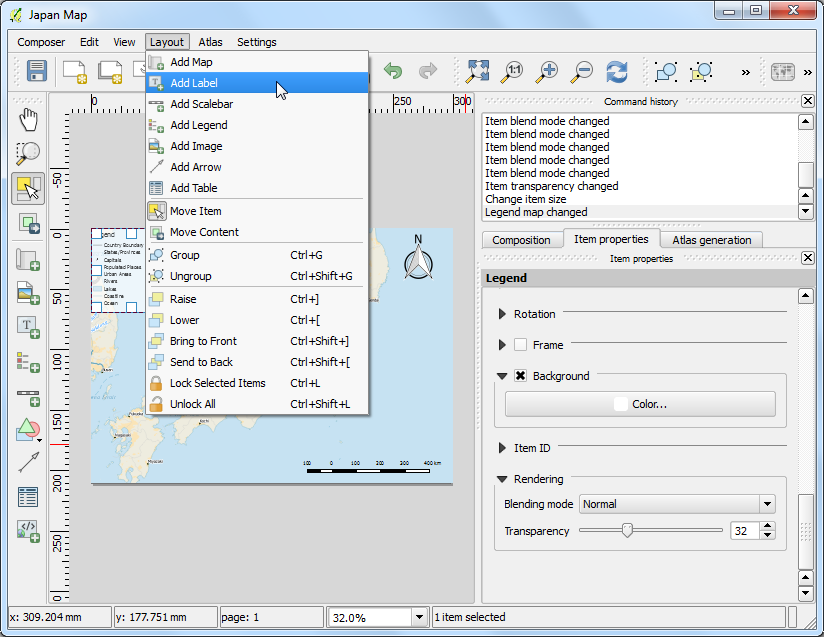 Japan Map
Composer Edit View Layout Atlas Settings
Add Map
Add Label
Add Scalebar
Add Legend
Add Image
Add Arrow
Add Table
Move Item
Move Content
Group Ctrl+G
Ungroup Ctrl+Shift+G
Raise Ctrl+]
Lower Ctrl+[
Bring to Front Ctrl+Shift+]
Send to Back Ctrl+Shift+[
Lock Selected Items Ctrl+L
Unlock All Ctrl+Shift+L
1:1
» »
0 250 300
-50
0
50
100
150
200
250
300
Country Boundary
States/Provinces
Capitals
Populated Places
Urban Areas
Rivers
Lakes
Coastline
Ocean
N
100 0 100 200 300 400 km
Command history
Item blend mode changed
Item blend mode changed
Item blend mode changed
Item blend mode changed
Item blend mode changed
Item transparency changed
Change item size
Legend map changed
Composition Item properties Atlas generation
Item properties
Legend
Rotation
Frame
Background
Color...
Item ID
Rendering
Blending mode Normal
Transparency 32
x: 309.204 mm y: 177.751 mm page: 1 32.0% 1 item selected